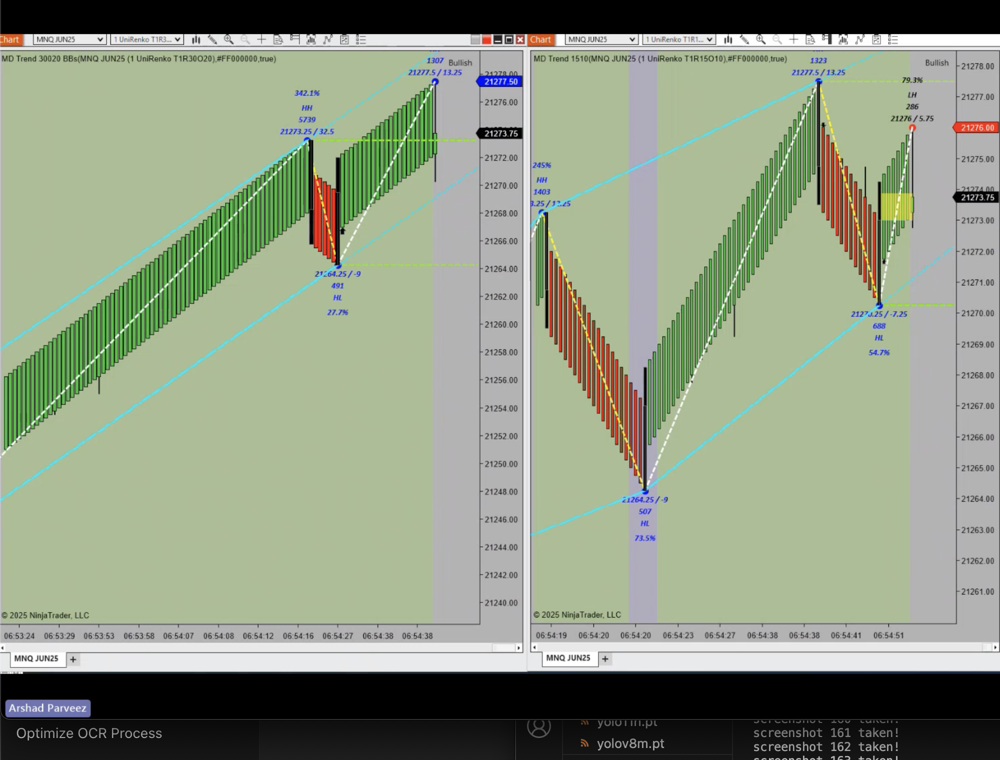 Chart
MNQ JUN25
1 UniRenko T1R3...
MD Trend 30020 BBs(MNQ JUN25 (1 UniRenko T1R30O20),#FF000000,true)
1307
Bullish
21277.5 / 13.25
342.1%
HH
5739
21273.25 / 32.5
21264.25 / -9
491
HL
27.7%
21278.00
21277.50
21276.00
21273.75
21272.00
21270.00
21268.00
21266.00
21264.00
21262.00
21260.00
21258.00
21256.00
21254.00
21252.00
21250.00
21248.00
21246.00
21244.00
21242.00
21240.00
© 2025 NinjaTrader, LLC
06:53:24 06:53:29 06:53:53 06:53:58 06:54:07 06:54:08 06:54:12 06:54:16 06:54:27 06:54:38 06:54:38
MNQ JUN25 +
Chart
MNQ JUN25
1 UniRenko T1R1...
MD Trend 1510(MNQ JUN25 (1 UniRenko T1R15O10),#FF000000,true)
1323
Bullish
21277.5 / 13.25
79.3%
LH
286
21276 / 5.75
245%
HH
1403
21270.25 / -7.25
688
HL
54.7%
21264.25 / -9
507
HL
73.5%
21278.00
21277.00
21276.00
21275.00
21274.00
21273.75
21273.00
21272.00
21271.00
21270.00
21269.00
21268.00
21267.00
21266.00
21265.00
21264.00
21263.00
21262.00
21261.00
© 2025 NinjaTrader, LLC
06:54:19 06:54:20 06:54:20 06:54:23 06:54:27 06:54:38 06:54:38 06:54:41 06:54:51
MNQ JUN25 +
Arshad Parveez
Optimize OCR Process
yolo11n.pt
yolov8m.pt
screenshot 160 taken!
screenshot 161 taken!
screenshot 162 taken!
screenshot 163 taken!